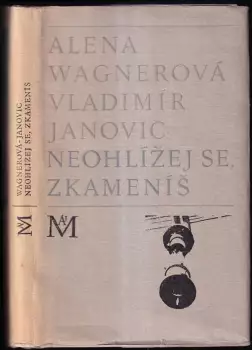 ALENA
WAGNEROVÁ
VLADIMÍR
JANOVIC
NEOHLÍŽEJ SE,
ZKAMENÍŠ
WAGNEROVÁ - JANOVIC
NEOHLÍŽEJ SE, ZKAMENÍŠ